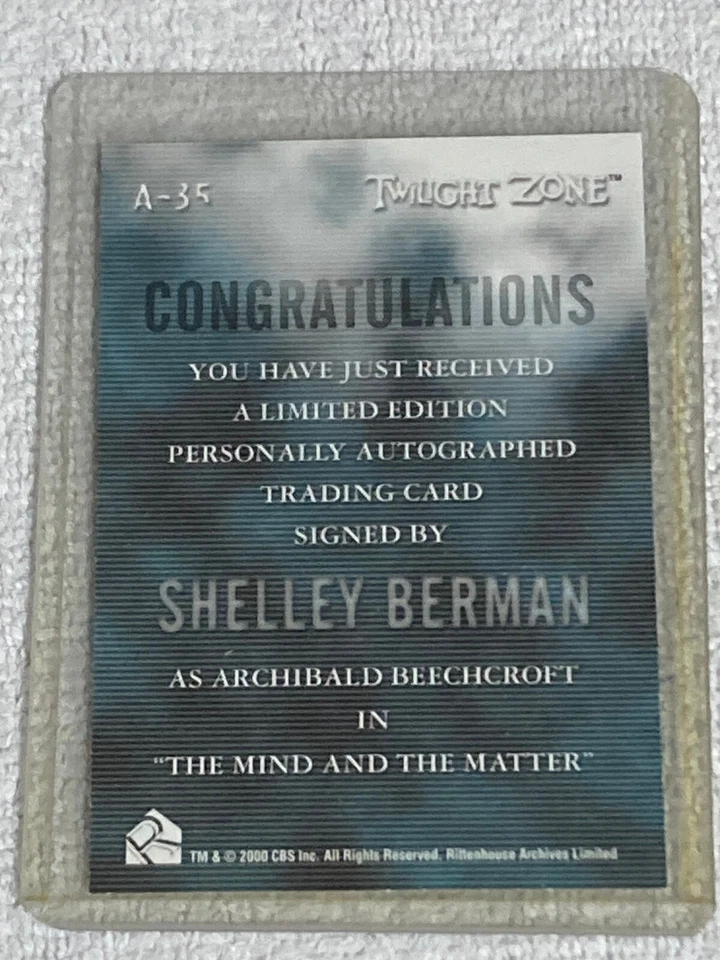 A-35
TWILIGHT ZONE™
CONGRATULATIONS
YOU HAVE JUST RECEIVED
A LIMITED EDITION
PERSONALLY AUTOGRAPHED
TRADING CARD
SIGNED BY
SHELLEY BERMAN
AS ARCHIBALD BEECHCROFT
IN
"THE MIND AND THE MATTER"
TM & © 2000 CBS Inc. All Rights Reserved. Rittenhouse Archives Limited